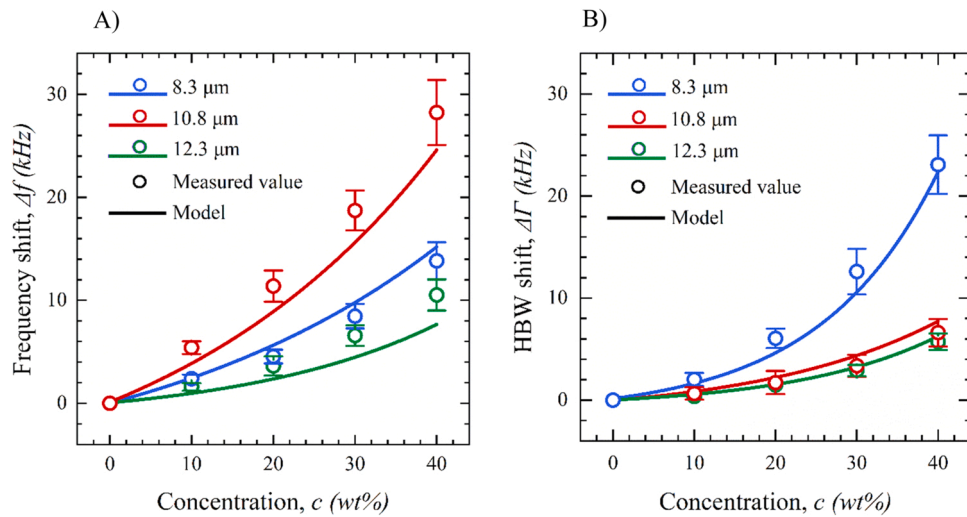 A)
Frequency shift, Δf (kHz)
30
20
10
0
8.3 μm
10.8 μm
12.3 μm
Measured value
Model
0 10 20 30 40
Concentration, c (wt%)
B)
HBW shift, ΔΓ (kHz)
30
20
10
0
8.3 μm
10.8 μm
12.3 μm
Measured value
Model
0 10 20 30 40
Concentration, c (wt%)